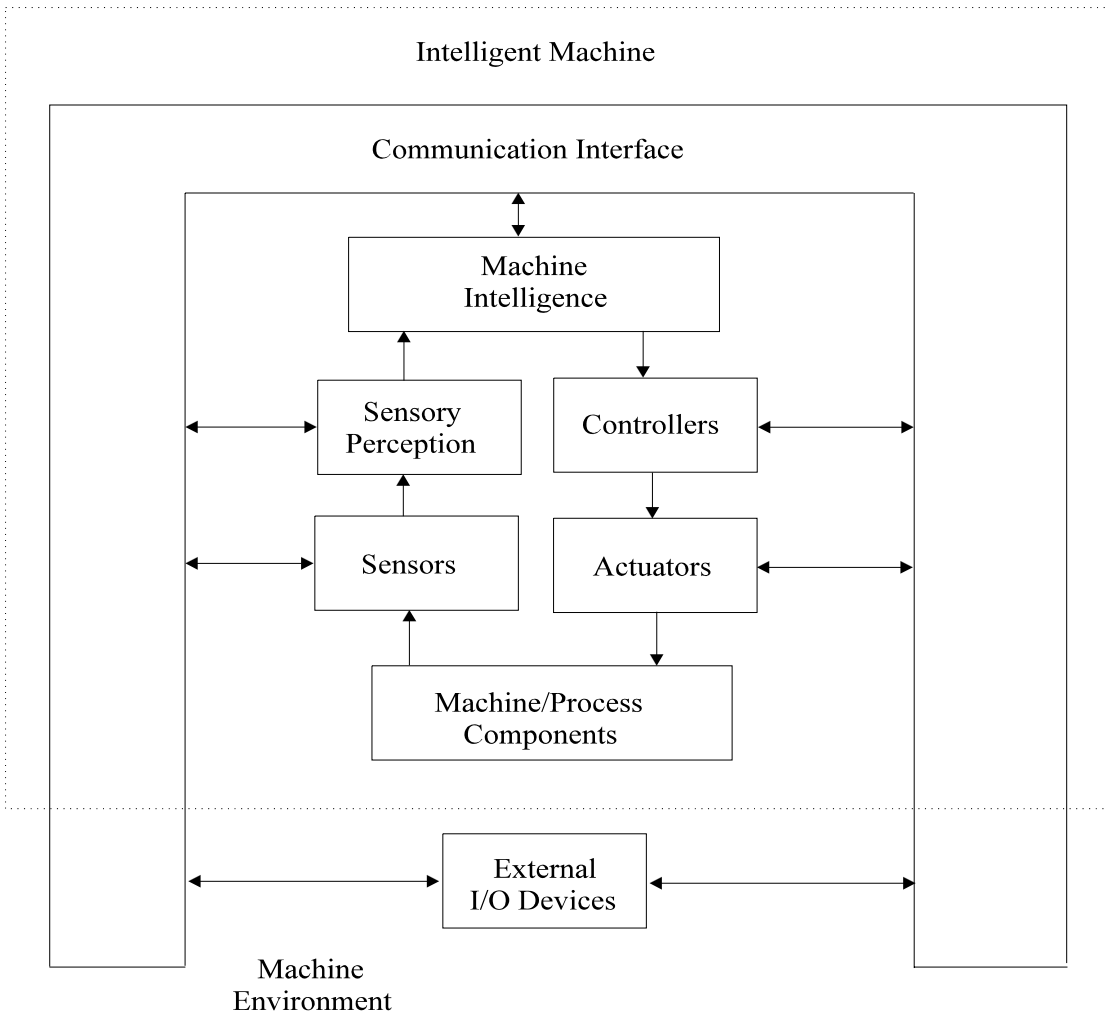 Intelligent Machine
Communication Interface
Machine
Intelligence
Sensory
Perception
Controllers
Sensors
Actuators
Machine/Process
Components
External
I/O Devices
Machine
Environment